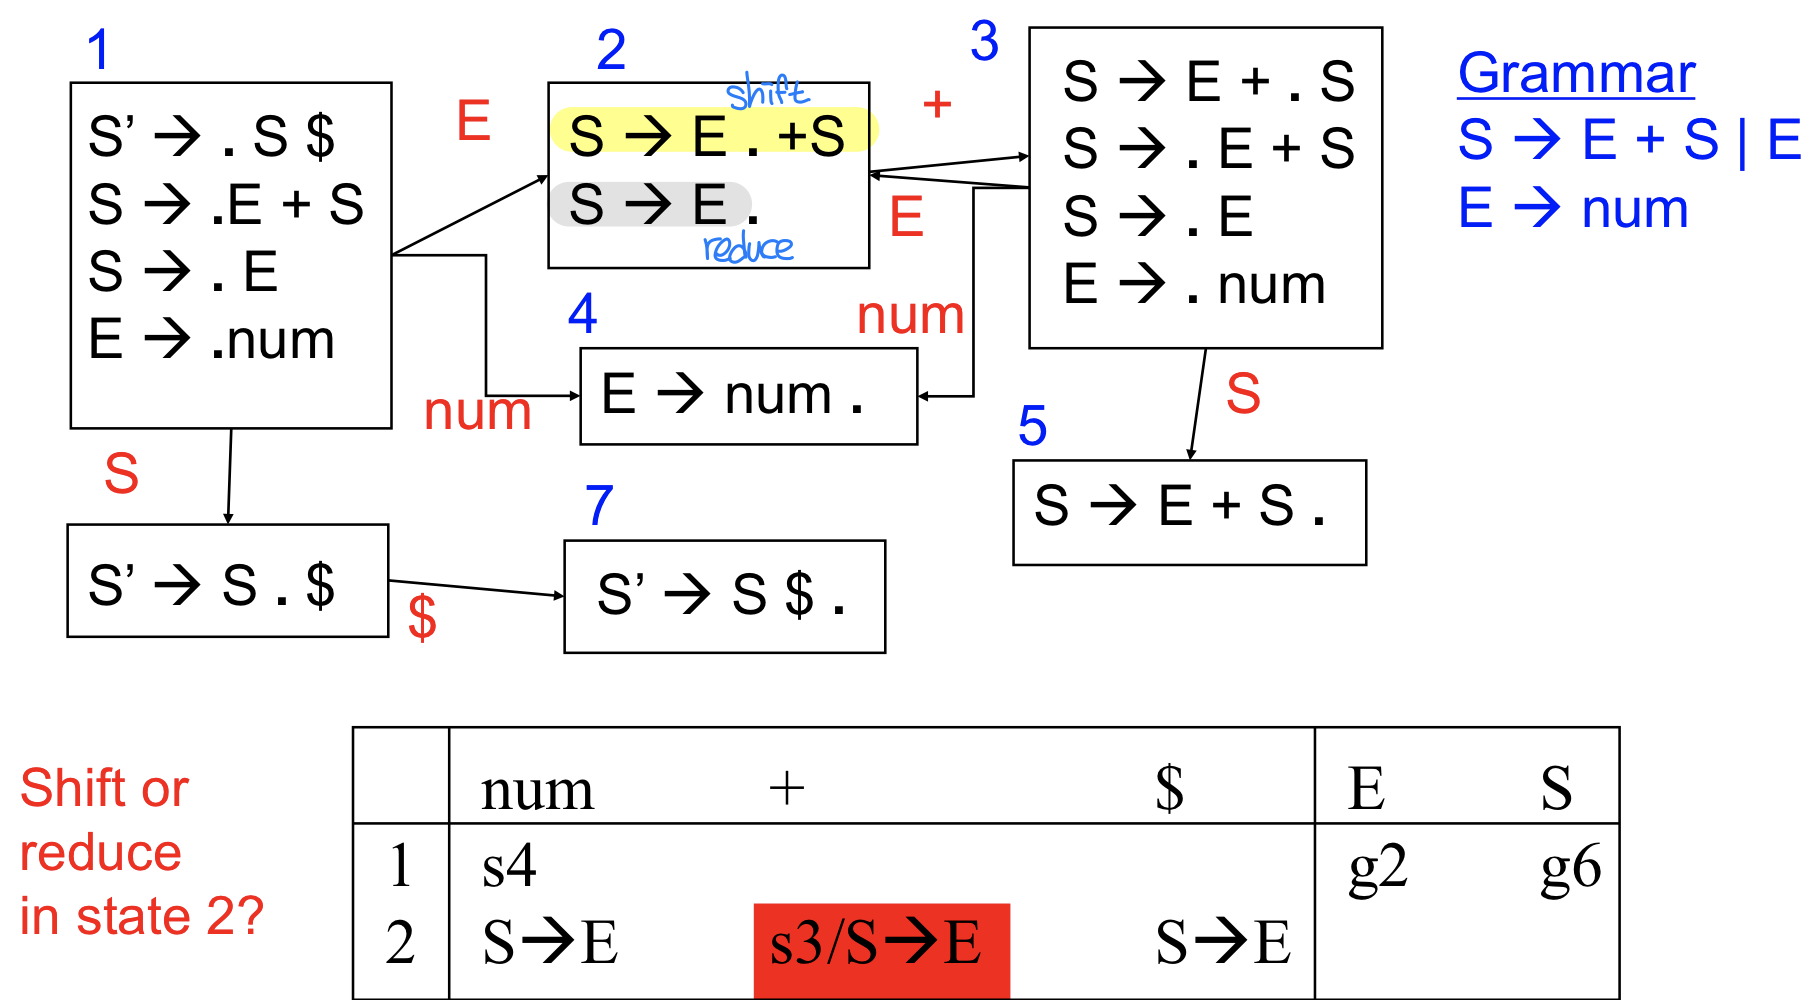 1
S’ → . S $
S → .E + S
S → . E
E → .num
E
2
shift
S → E . +S
S → E .
reduce
+
E
3
S → E + . S
S → . E + S
S → . E
E → . num
Grammar
S → E + S | E
E → num
num
4
E → num .
num
S
5
S → E + S .
S
S’ → S . $
$
7
S’ → S $ .
Shift or
reduce
in state 2?
num + $ E S
1 s4 g2 g6
2 S→E s3/S→E S→E